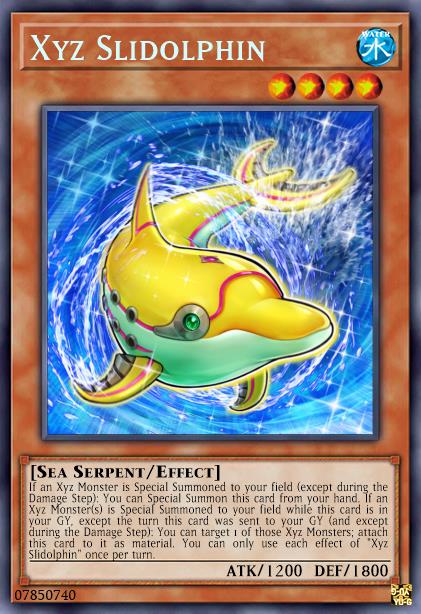 Xyz Slidolphin
WATER
水
[Sea Serpent/Effect]
If an Xyz Monster is Special Summoned to your field (except during the
Damage Step): You can Special Summon this card from your hand. If an
Xyz Monster(s) is Special Summoned to your field while this card is in
your GY, except the turn this card was sent to your GY (and except
during the Damage Step): You can target 1 of those Xyz Monsters; attach
this card to it as material. You can only use each effect of "Xyz
Slidolphin" once per turn.
ATK/1200 DEF/1800
07850740